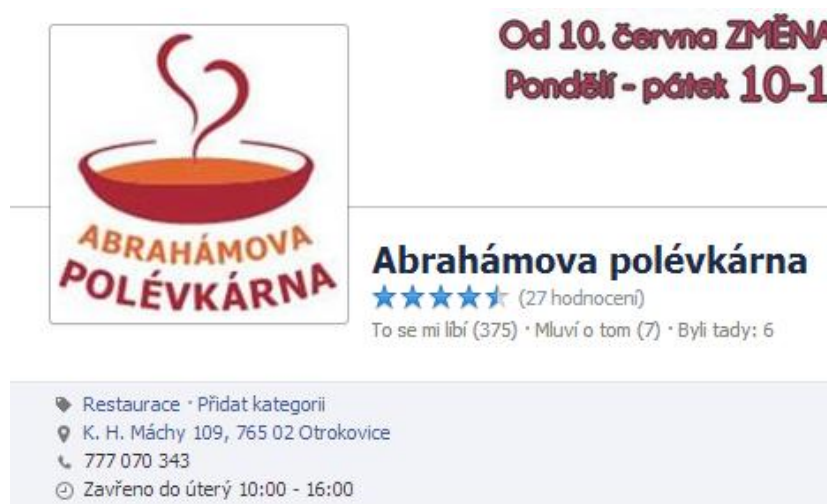 Od 10. června ZMĚNA
Pondělí - pátek 10-1
ABRAHÁMOVA
POLÉVKÁRNA
Abrahámova polévkárna
(27 hodnocení)
To se mi líbí (375) · Mluví o tom (7) · Byli tady: 6
Restaurace · Přidat kategorii
K. H. Máchy 109, 765 02 Otrokovice
777 070 343
Zavřeno do úterý 10:00 - 16:00